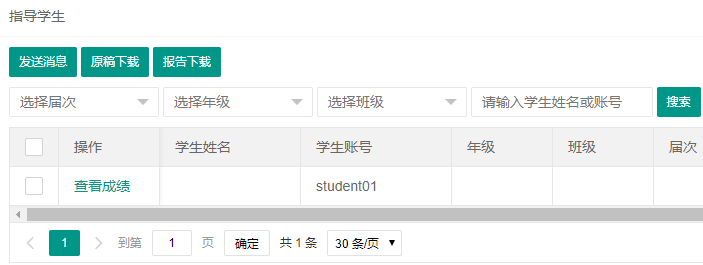 指导学生
发送消息 原稿下载 报告下载
选择届次 选择年级 选择班级 请输入学生姓名或账号 搜索
操作 学生姓名 学生账号 年级 班级 届次
查看成绩 student01
1 到第 1 页 确定 共 1 条 30 条/页